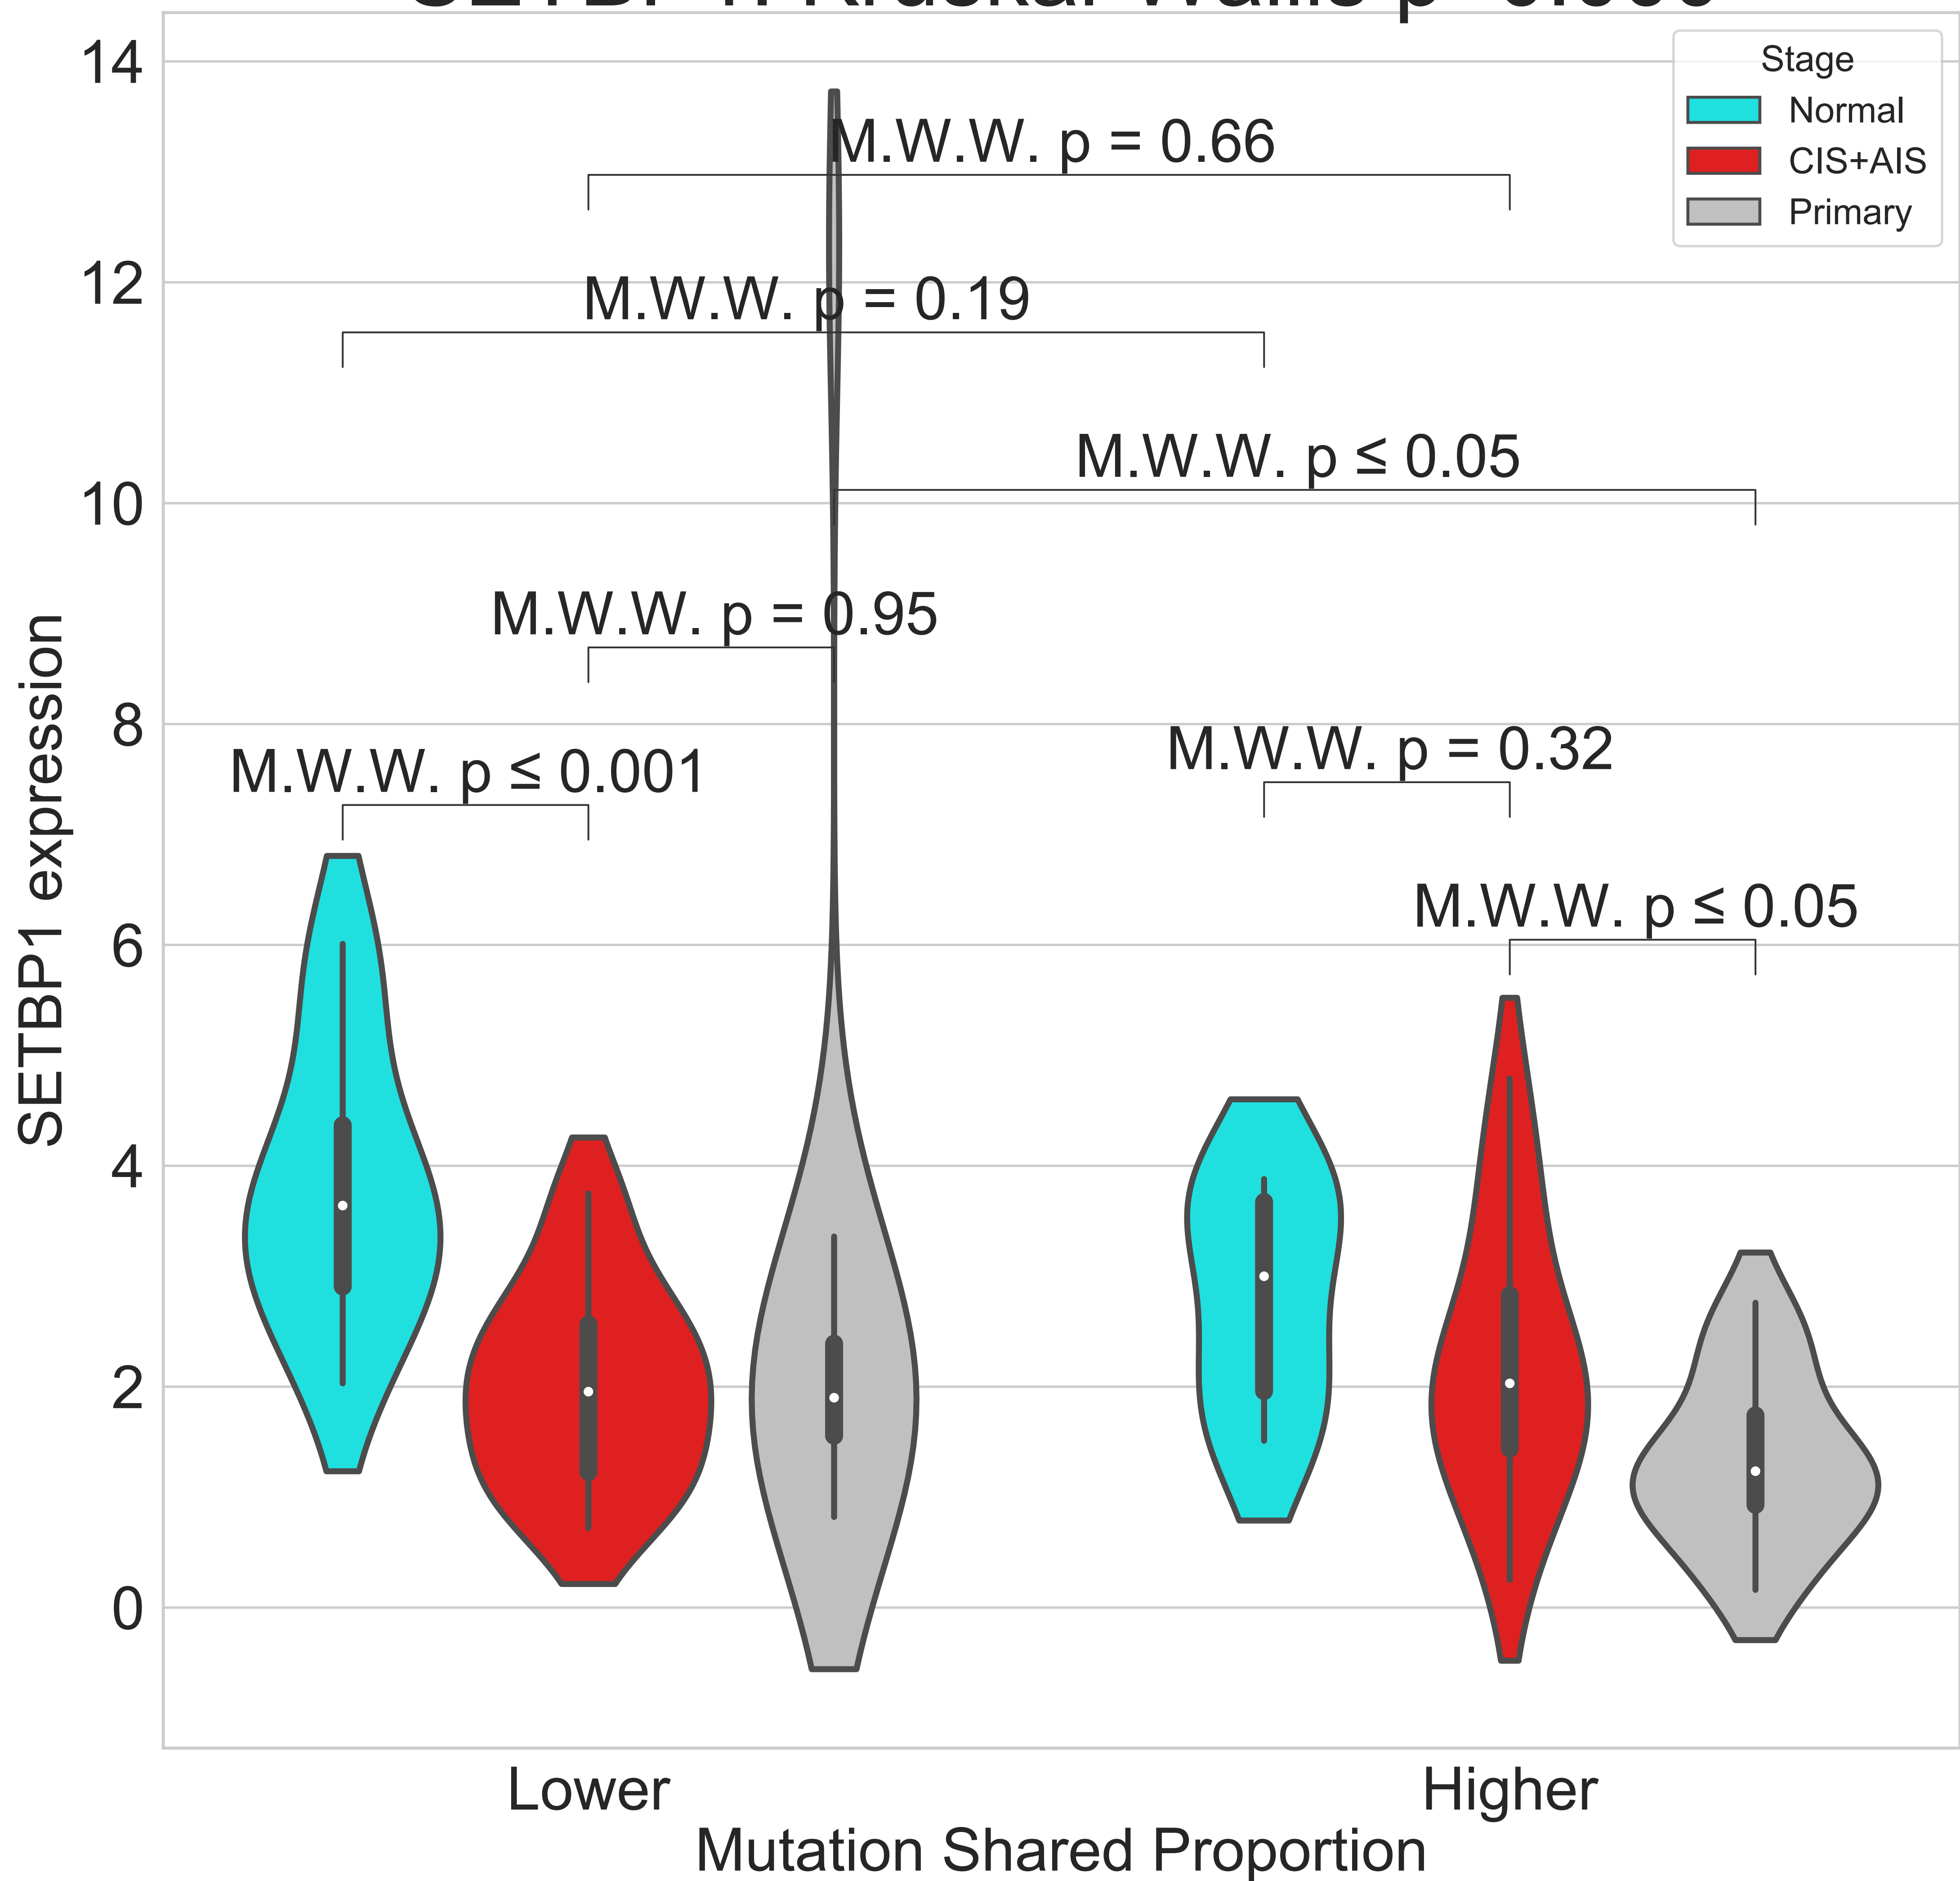 14
Stage
Normal
CIS+AIS
Primary
M.W.W. p = 0.66
12
M.W.W. p = 0.19
10
M.W.W. p ≤ 0.05
M.W.W. p = 0.95
8
M.W.W. p = 0.32
M.W.W. p ≤ 0.001
6
M.W.W. p ≤ 0.05
4
2
0
SETBP1 expression
Lower
Higher
Mutation Shared Proportion